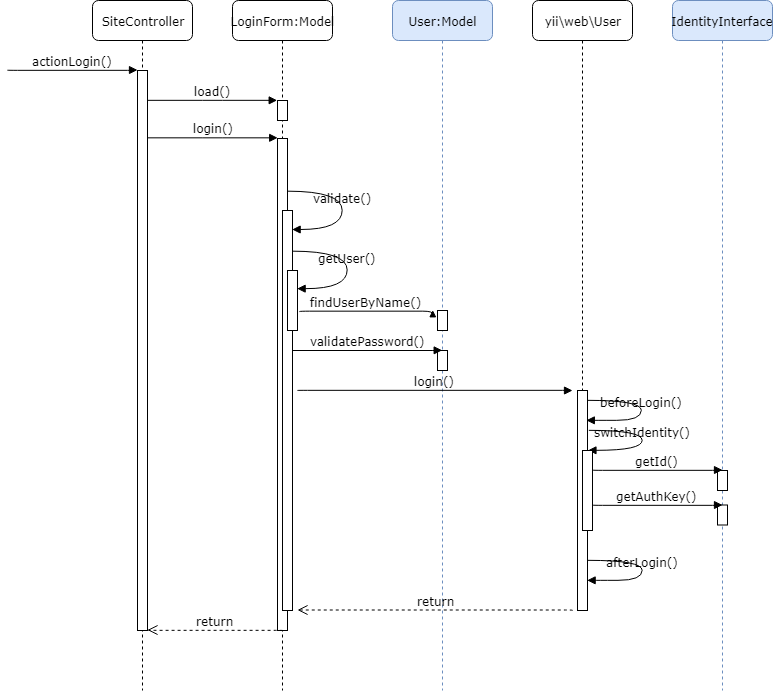 SiteController
LoginForm:Model
User:Model
yii\web\User
IdentityInterface
actionLogin()
load()
login()
validate()
getUser()
findUserByName()
validatePassword()
login()
beforeLogin()
switchIdentity()
getId()
getAuthKey()
afterLogin()
return
return